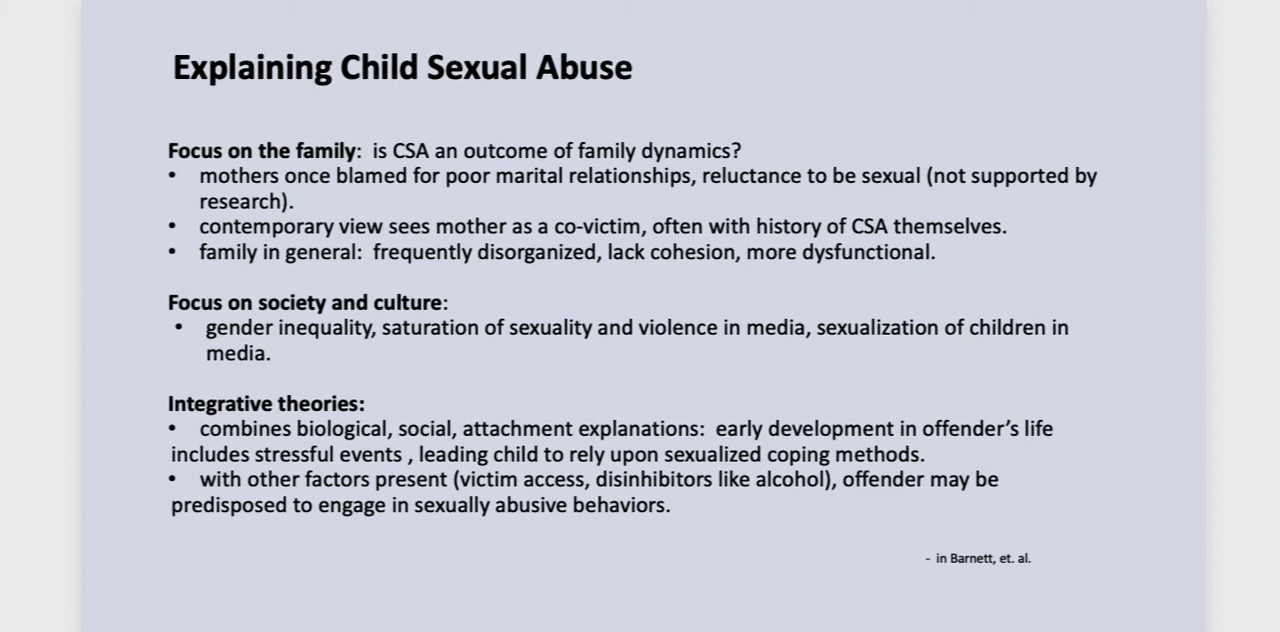 Explaining Child Sexual Abuse
Focus on the family:  is CSA an outcome of family dynamics?
• mothers once blamed for poor marital relationships, reluctance to be sexual (not supported by
research).
• contemporary view sees mother as a co-victim, often with history of CSA themselves.
• family in general:  frequently disorganized, lack cohesion, more dysfunctional.
Focus on society and culture:
• gender inequality, saturation of sexuality and violence in media, sexualization of children in
media.
Integrative theories:
• combines biological, social, attachment explanations:  early development in offender’s life
includes stressful events , leading child to rely upon sexualized coping methods.
• with other factors present (victim access, disinhibitors like alcohol), offender may be
predisposed to engage in sexually abusive behaviors.
- in Barnett, et. al.